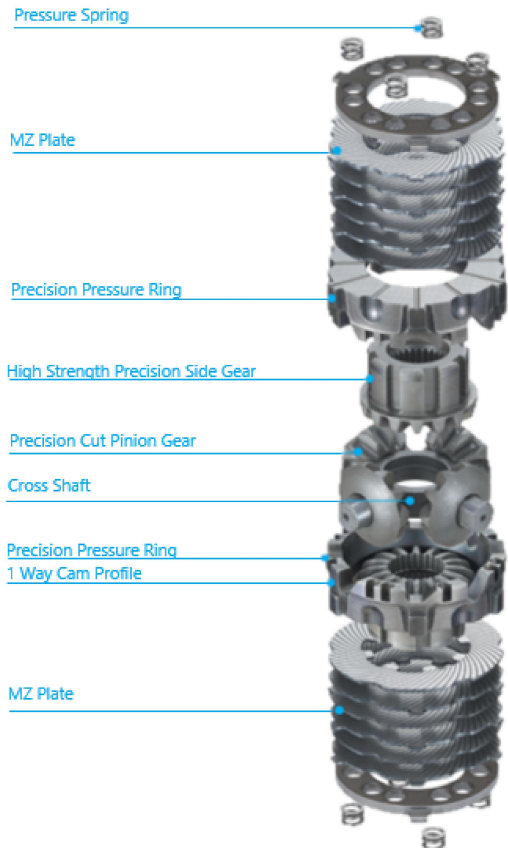 Pressure Spring
MZ Plate
Precision Pressure Ring
High Strength Precision Side Gear
Precision Cut Pinion Gear
Cross Shaft
Precision Pressure Ring
1 Way Cam Profile
MZ Plate